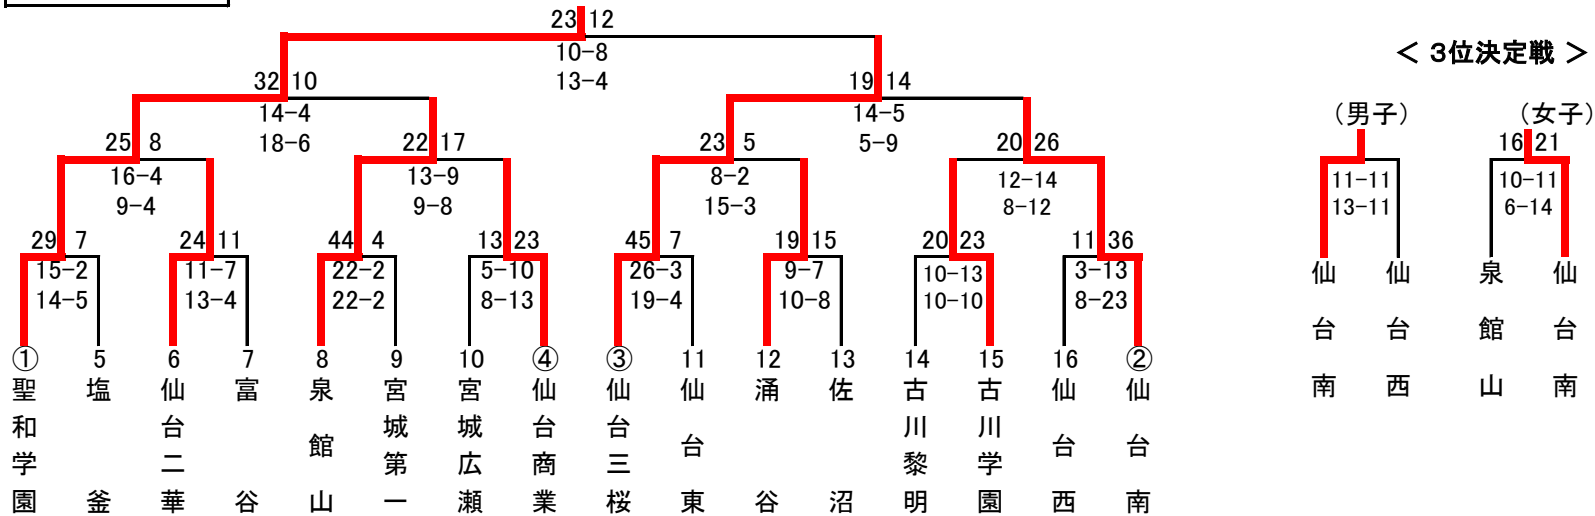 23 12
10-8
13-4
＜ 3位決定戦 ＞
32 10
14-4
18-6
19 14
14-5
5-9
（男子）
（女子）
25 8
16-4
9-4
22 17
13-9
9-8
23 5
8-2
15-3
20 26
12-14
8-12
11-11
13-11
16 21
10-11
6-14
29 7
15-2
14-5
24 11
11-7
13-4
44 4
22-2
22-2
13 23
5-10
8-13
45 7
26-3
19-4
19 15
9-7
10-8
20 23
10-13
10-10
11 36
3-13
8-23
① 5 6 7 8 9 10 ④ ③ 11 12 13 14 15 16 ②
聖和学園
塩釜
仙台二華
富谷
泉館山
宮城第一
宮城広瀬
仙台商業
仙台三桜
仙台東
涌谷
佐沼
古川黎明
古川学園
仙台西
仙台南
仙台南
仙台西
泉館山
仙台南